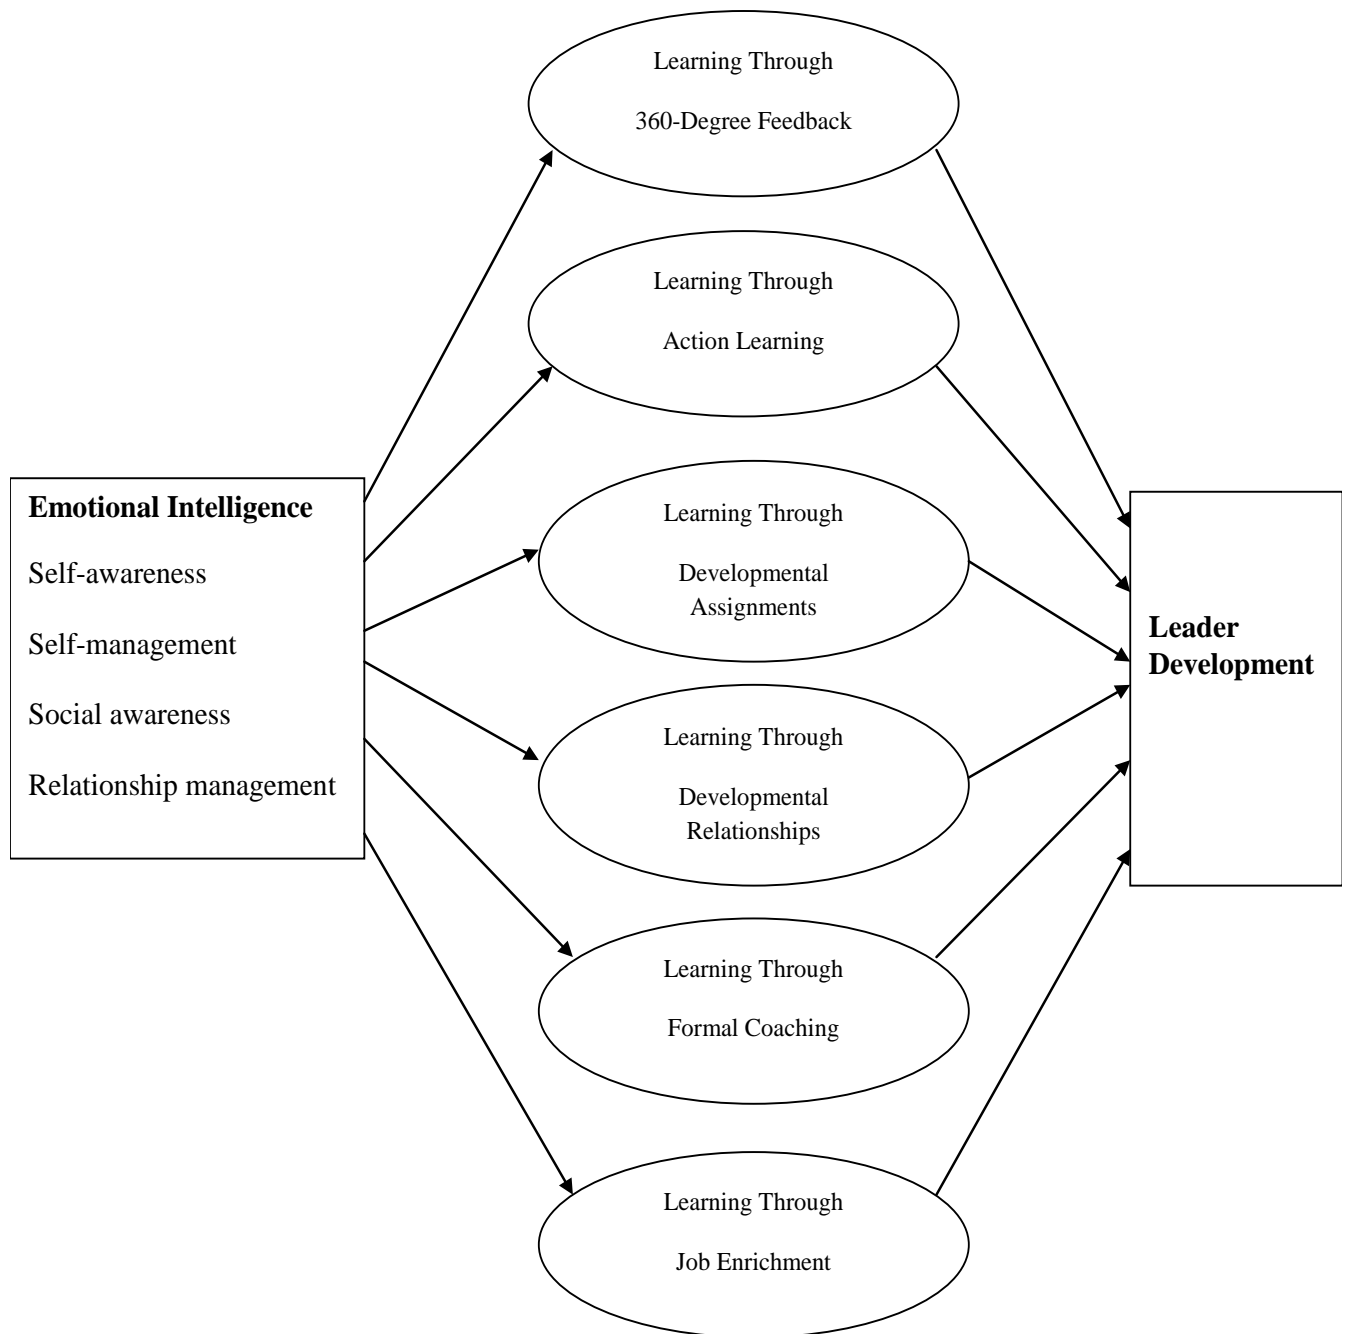 Learning Through
360-Degree Feedback
Learning Through
Action Learning
Emotional Intelligence
Self-awareness
Self-management
Social awareness
Relationship management
Learning Through
Developmental
Assignments
Learning Through
Developmental
Relationships
Leader
Development
Learning Through
Formal Coaching
Learning Through
Job Enrichment